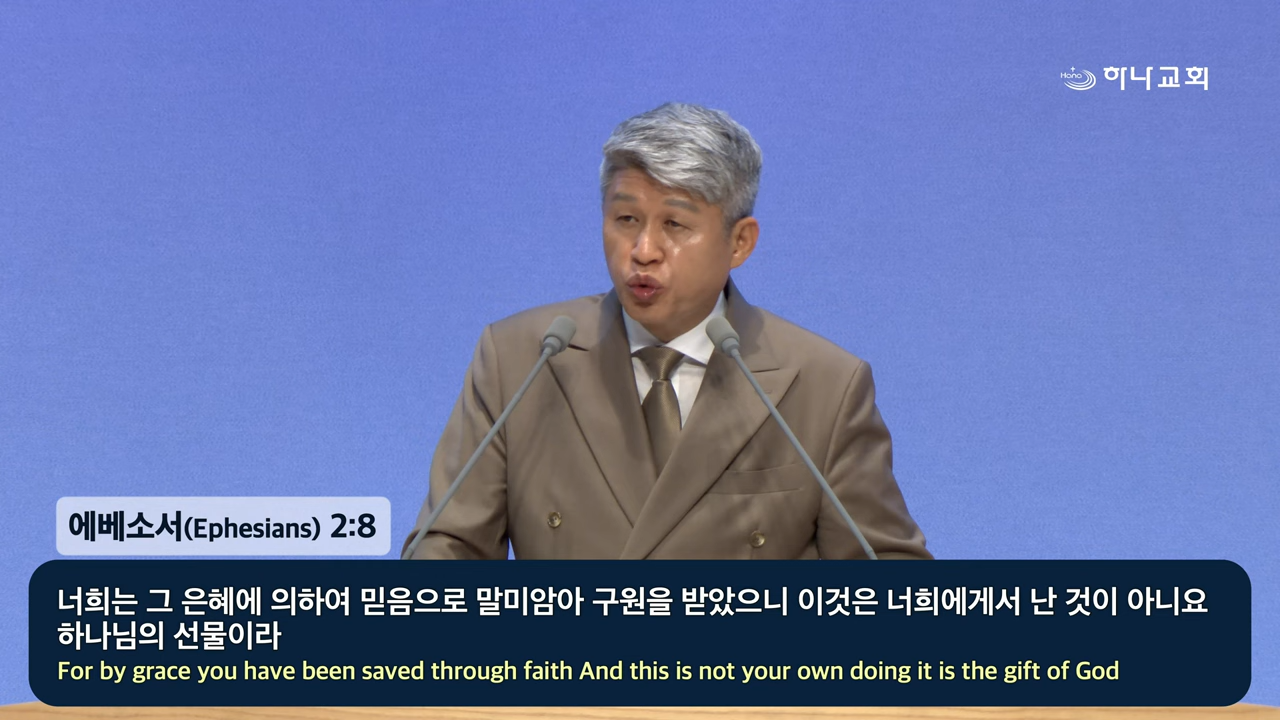 Hana 하나교회
에베소서(Ephesians) 2:8
너희는 그 은혜에 의하여 믿음으로 말미암아 구원을 받았으니 이것은 너희에게서 난 것이 아니요
하나님의 선물이라
For by grace you have been saved through faith And this is not your own doing it is the gift of God